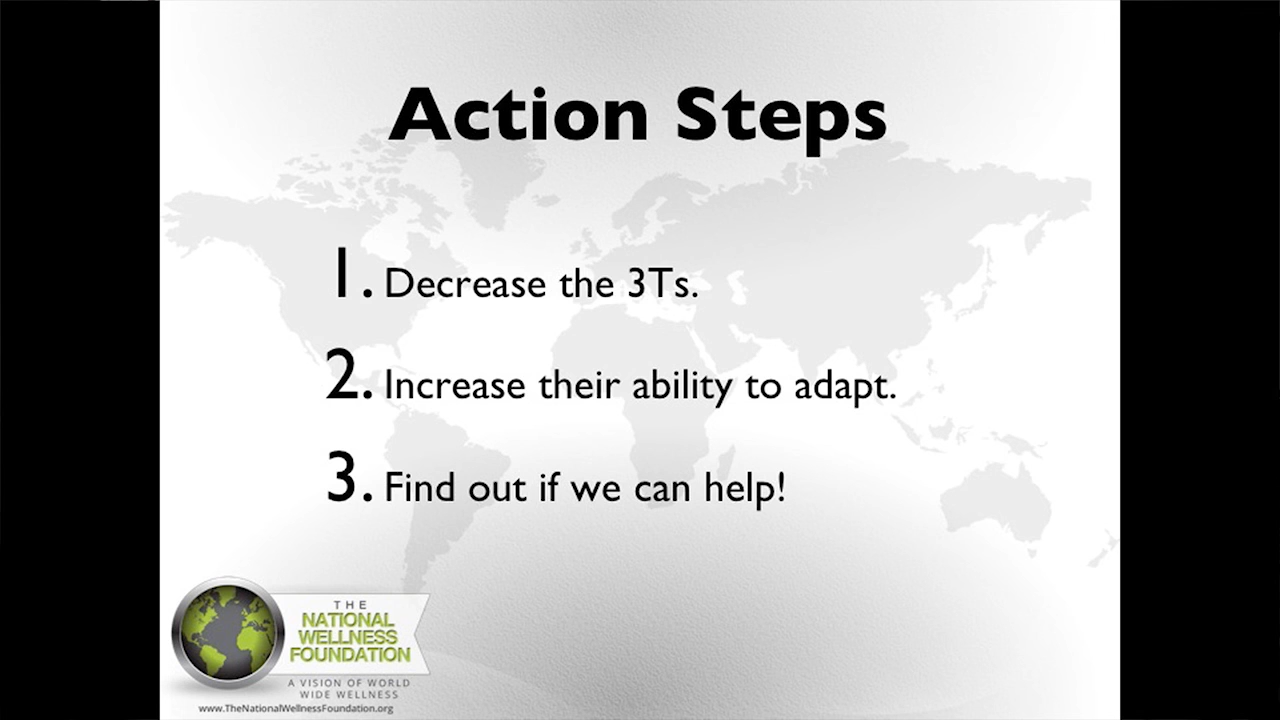 Action Steps
1. Decrease the 3Ts.
2. Increase their ability to adapt.
3. Find out if we can help!
THE
NATIONAL
WELLNESS
FOUNDATION
A VISION OF WORLD
WIDE WELLNESS
www.TheNationalWellnessFoundation.org